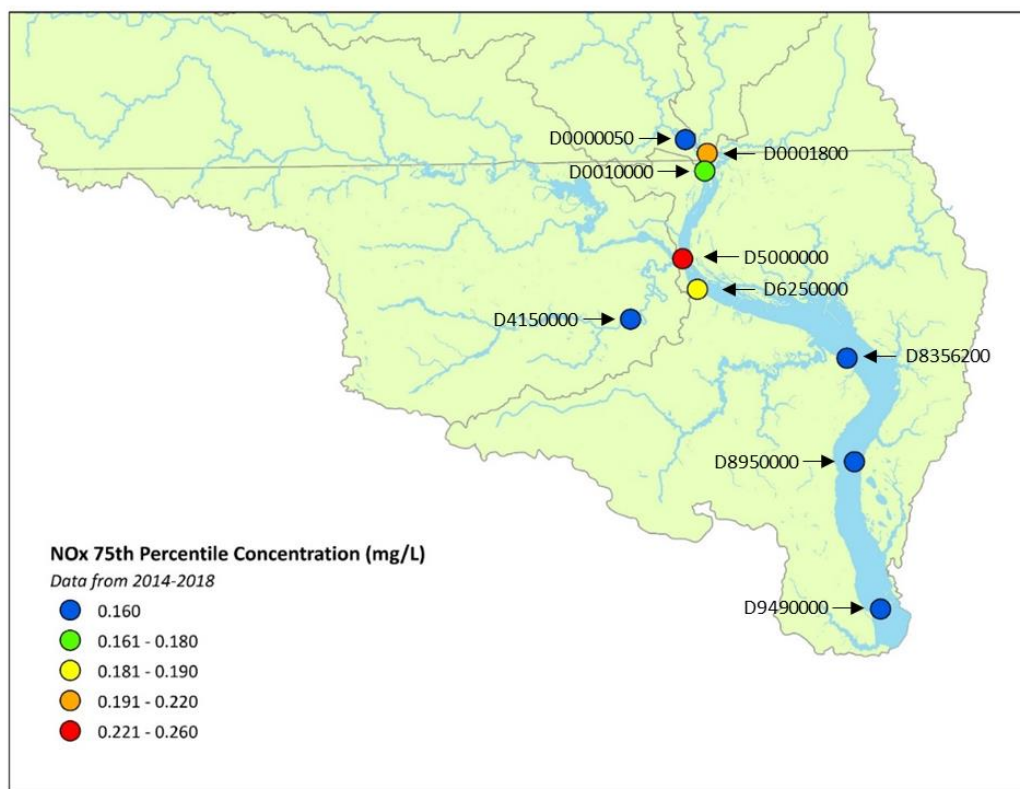 D0000050
D0001800
D0010000
D5000000
D6250000
D4150000
D8356200
D8950000
D9490000
NOx 75th Percentile Concentration (mg/L)
Data from 2014-2018
0.160
0.161 - 0.180
0.181 - 0.190
0.191 - 0.220
0.221 - 0.260